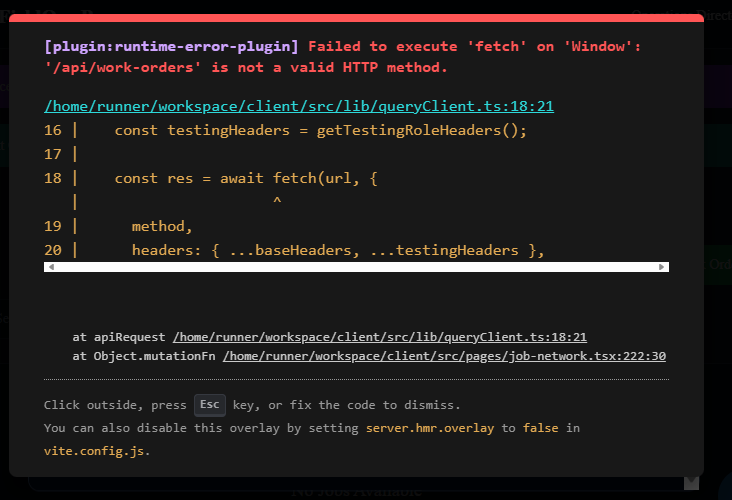 [plugin:runtime-error-plugin] Failed to execute 'fetch' on 'Window':
'/api/work-orders' is not a valid HTTP method.
/home/runner/workspace/client/src/lib/queryClient.ts:18:21
16 |    const testingHeaders = getTestingRoleHeaders();
17 |
18 |    const res = await fetch(url, {
   |                      ^
19 |      method,
20 |      headers: { ...baseHeaders, ...testingHeaders },
at apiRequest /home/runner/workspace/client/src/lib/queryClient.ts:18:21
at Object.mutationFn /home/runner/workspace/client/src/pages/job-network.tsx:222:30
Click outside, press Esc key, or fix the code to dismiss.
You can also disable this overlay by setting server.hmr.overlay to false in
vite.config.js.